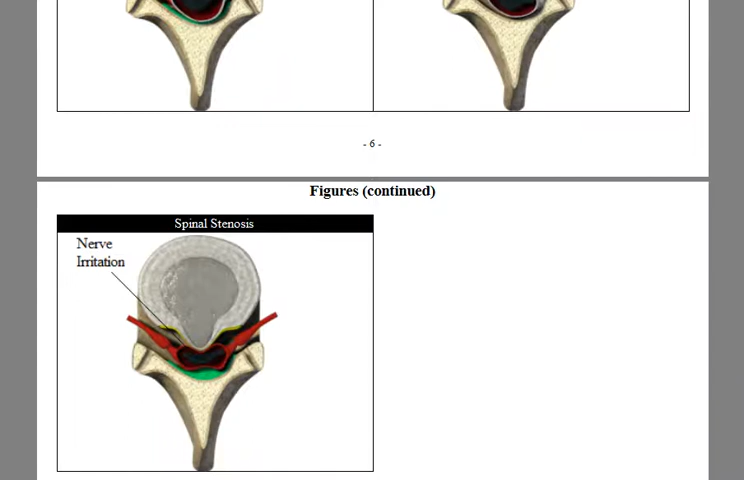 - 6 -
Figures (continued)
Spinal Stenosis
Nerve
Irritation